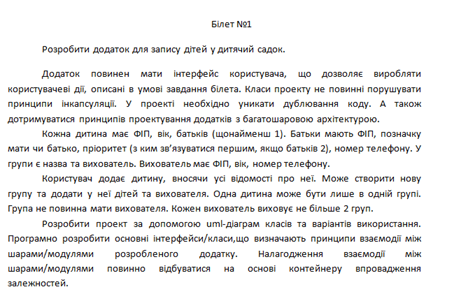 Білет №1
Розробити додаток для запису дітей у дитячий садок.
Додаток повинен мати інтерфейс користувача, що дозволяє виробляти
користувачеві дії, описані в умові завдання білета. Класи проекту не повинні порушувати
принципи інкапсуляції. У проекті необхідно уникати дублювання коду. А також
дотримуватися принципів проектування додатків з багатошаровою архітектурою.
Кожна дитина має ФІП, вік, батьків (щонайменш 1). Батьки мають ФІП, позначку
мати чи батько, пріоритет (з ким зв'язуватися першим, якщо батьків 2), номер телефону. У
групи є назва та вихователь. Вихователь має ФІП, вік, номер телефону.
Користувач додає дитину, вносячи усі відомості про неї. Може створити нову
групу та додати у неї дітей та вихователя. Одна дитина може бути лише в одній групі.
Група не повинна мати вихователя. Кожен вихователь виховує не більше 2 груп.
Розробити проект за допомогою uml-діаграм класів та варіантів використання.
Програмно розробити основні інтерфейси/класи,що визначають принципи взаємодії між
шарами/модулями розробленого додатку. Налагодження взаємодії між
шарами/модулями повинно відбуватися на основі контейнеру впровадження
залежностей.